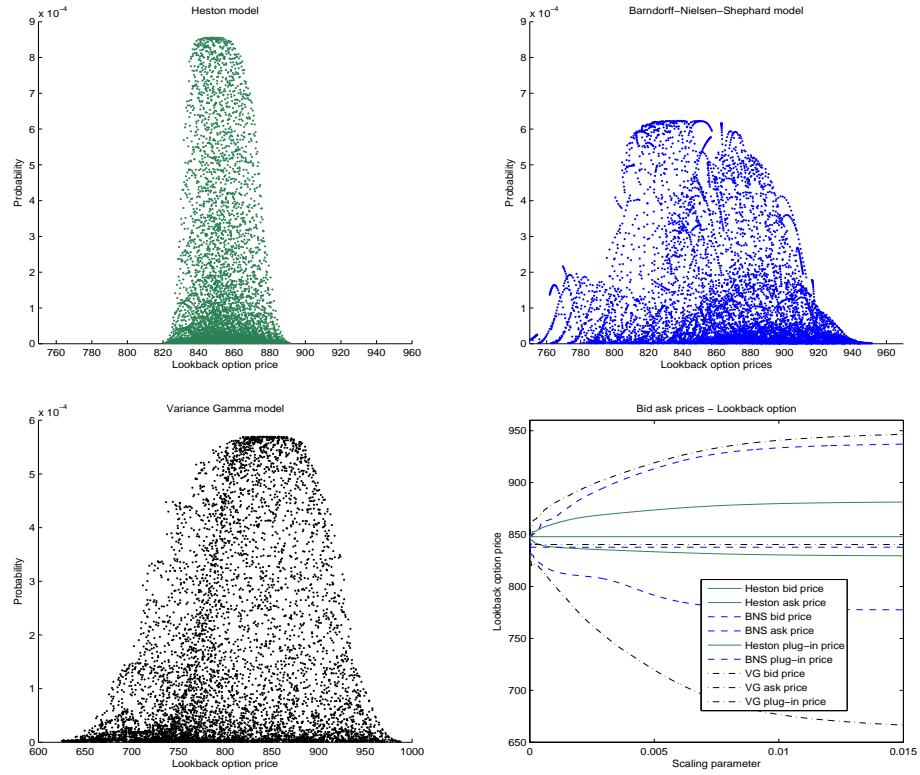 Heston model
x 10⁻⁴
9
8
7
6
5
4
3
2
1
0
Probability
760 780 800 820 840 860 880 900 920 940 960
Lookback option price
Barndorff−Nielsen−Shephard model
x 10⁻⁴
9
8
7
6
5
4
3
2
1
0
Probability
760 780 800 820 840 860 880 900 920 940 960
Lookback option prices
Variance Gamma model
x 10⁻⁴
6
5
4
3
2
1
0
Probability
600 650 700 750 800 850 900 950 1000
Lookback option price
Bid ask prices − Lookback option
950
900
850
800
750
700
650
Lookback option price
Heston bid price
Heston ask price
BNS bid price
BNS ask price
Heston plug−in price
BNS plug−in price
VG bid price
VG ask price
VG plug−in price
0 0.005 0.01 0.015
Scaling parameter